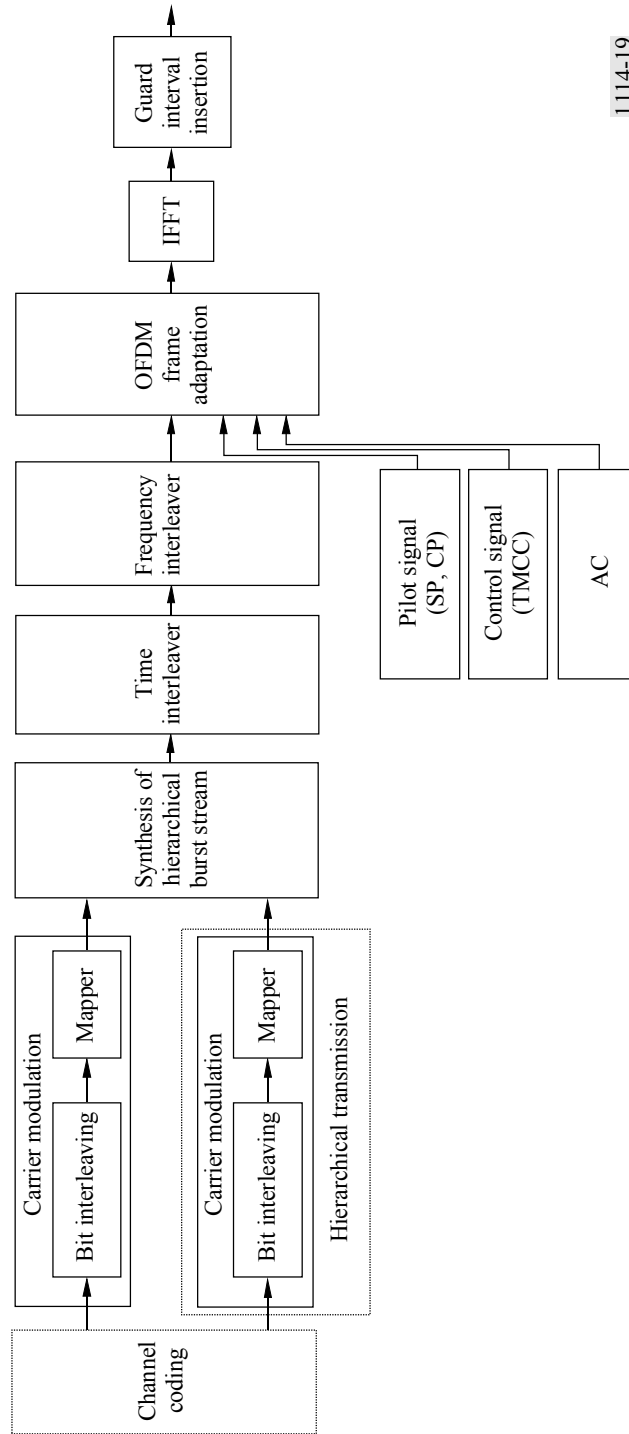 Channel
coding
Carrier modulation
Bit interleaving
Mapper
Carrier modulation
Bit interleaving
Mapper
Hierarchical transmission
Synthesis of
hierarchical
burst stream
Time
interleaver
Frequency
interleaver
OFDM
frame
adaptation
IFFT
Guard
interval
insertion
Pilot signal
(SP, CP)
Control signal
(TMCC)
AC
1114-19